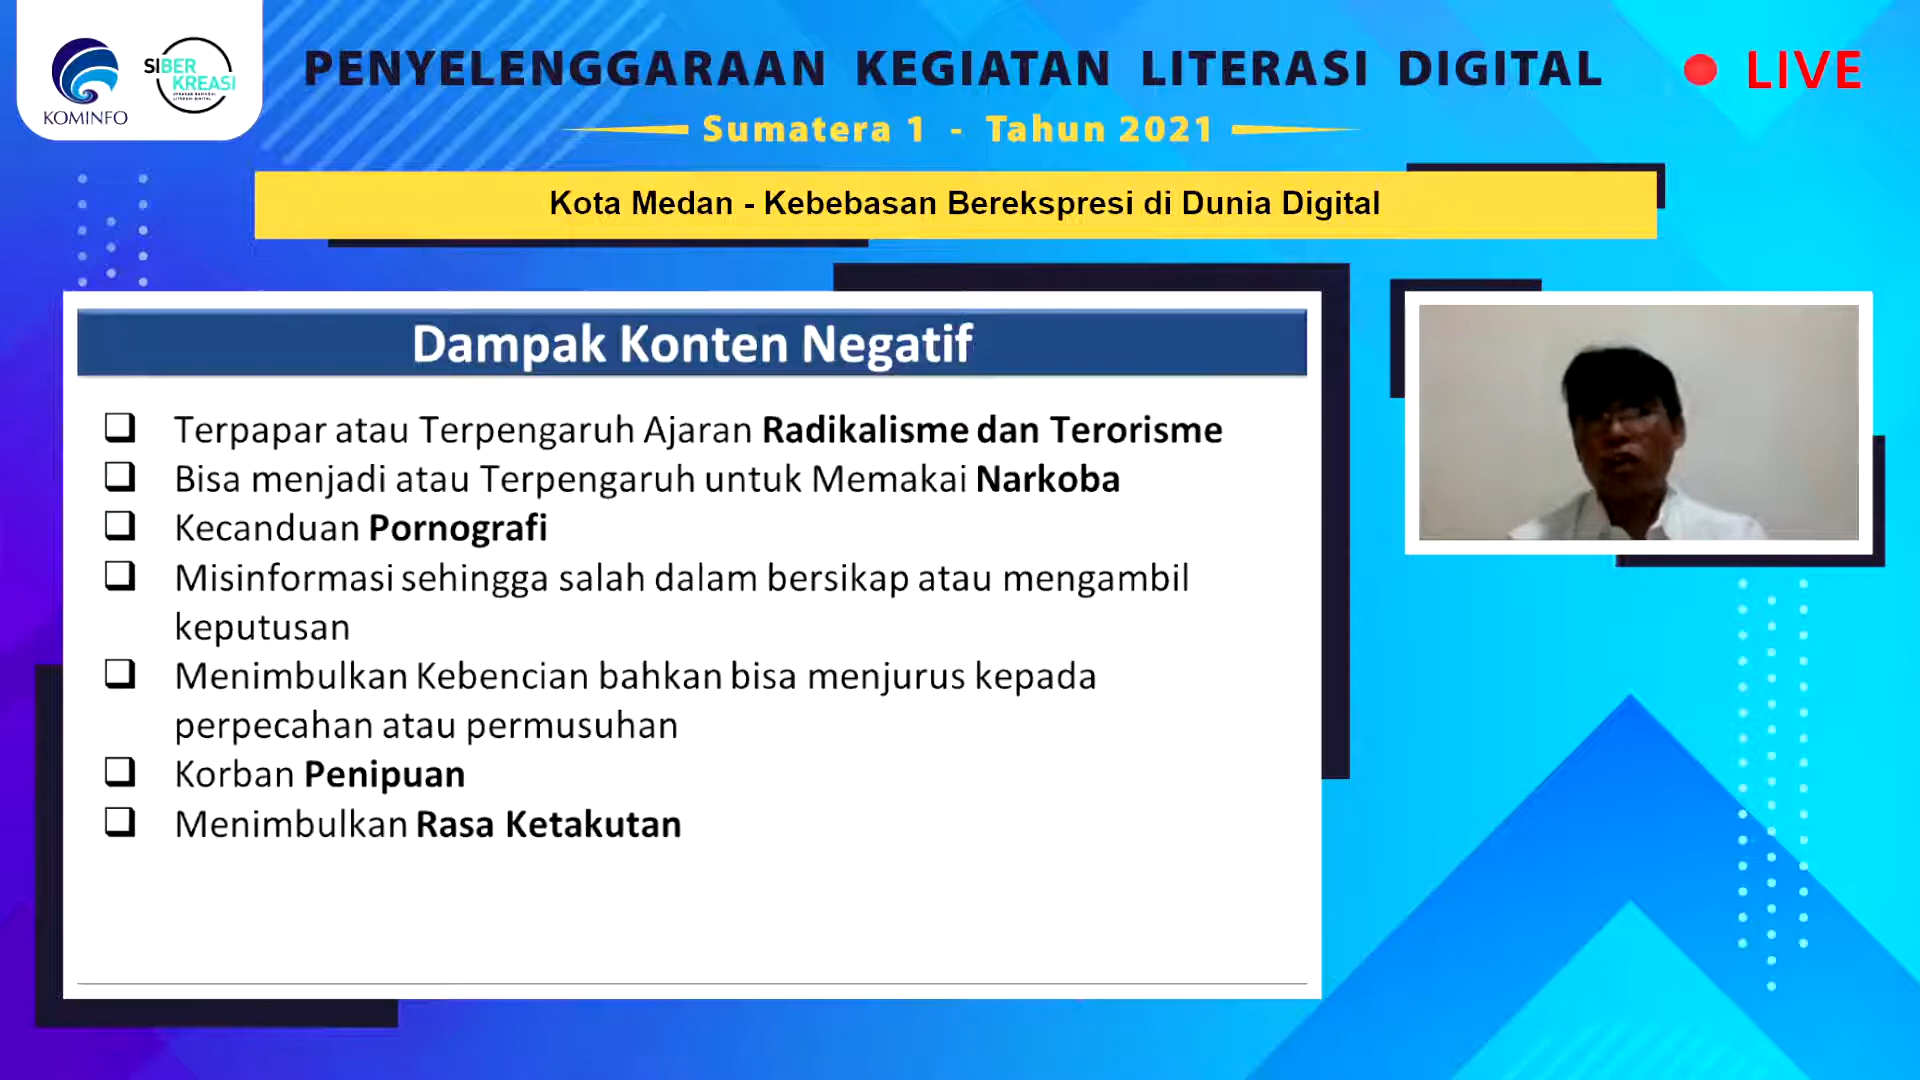 KOMINFO
SIBER
KREASI
PENYELENGGARAAN KEGIATAN LITERASI DIGITAL
LIVE
Sumatera 1 - Tahun 2021
Kota Medan - Kebebasan Berekspresi di Dunia Digital
Dampak Konten Negatif
Terpapar atau Terpengaruh Ajaran Radikalisme dan Terorisme
Bisa menjadi atau Terpengaruh untuk Memakai Narkoba
Kecanduan Pornografi
Misinformasi sehingga salah dalam bersikap atau mengambil
keputusan
Menimbulkan Kebencian bahkan bisa menjurus kepada
perpecahan atau permusuhan
Korban Penipuan
Menimbulkan Rasa Ketakutan